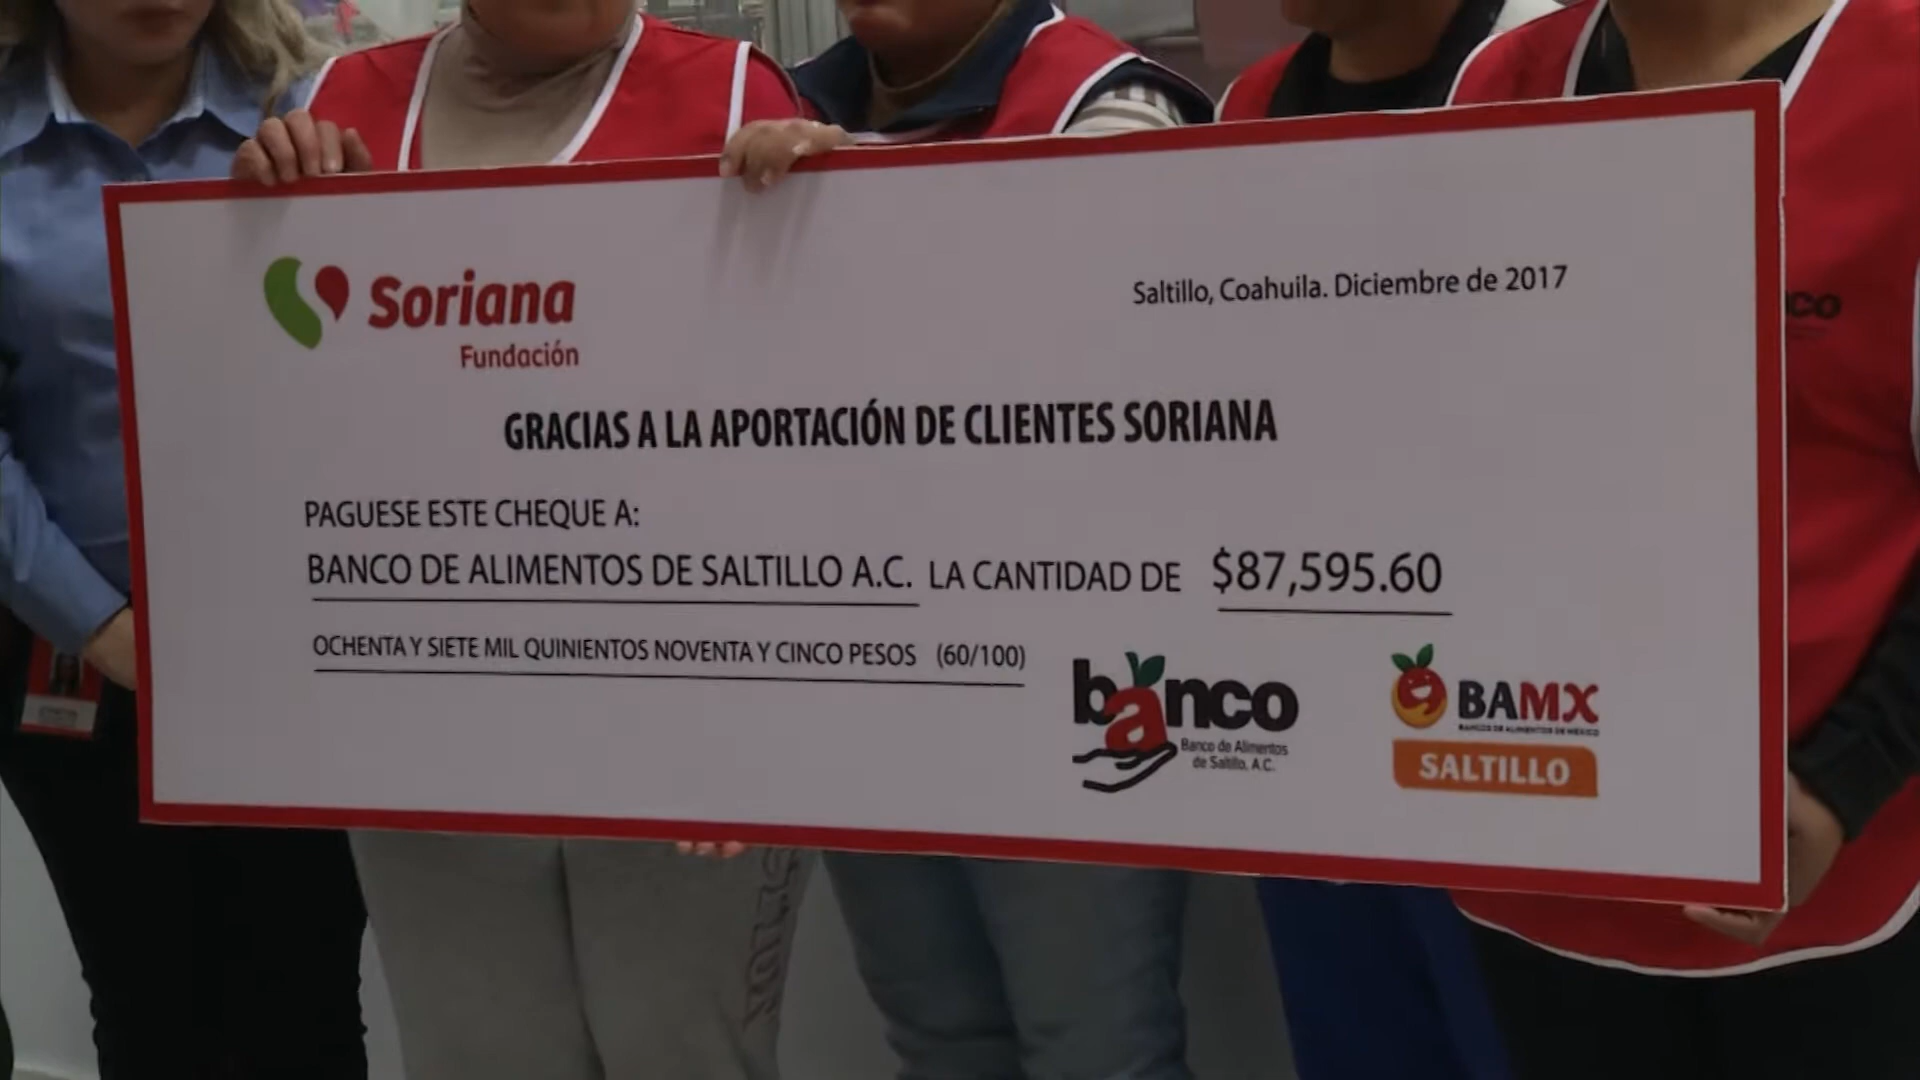 Soriana
Fundación
Saltillo, Coahuila. Diciembre de 2017
GRACIAS A LA APORTACIÓN DE CLIENTES SORIANA
PAGUESE ESTE CHEQUE A:
BANCO DE ALIMENTOS DE SALTILLO A.C. LA CANTIDAD DE $87,595.60
OCHENTA Y SIETE MIL QUINIENTOS NOVENTA Y CINCO PESOS (60/100)
banco
Banco de Alimentos
de Saltillo, A.C.
BAMX
BANCOS DE ALIMENTOS DE MÉXICO
SALTILLO
co